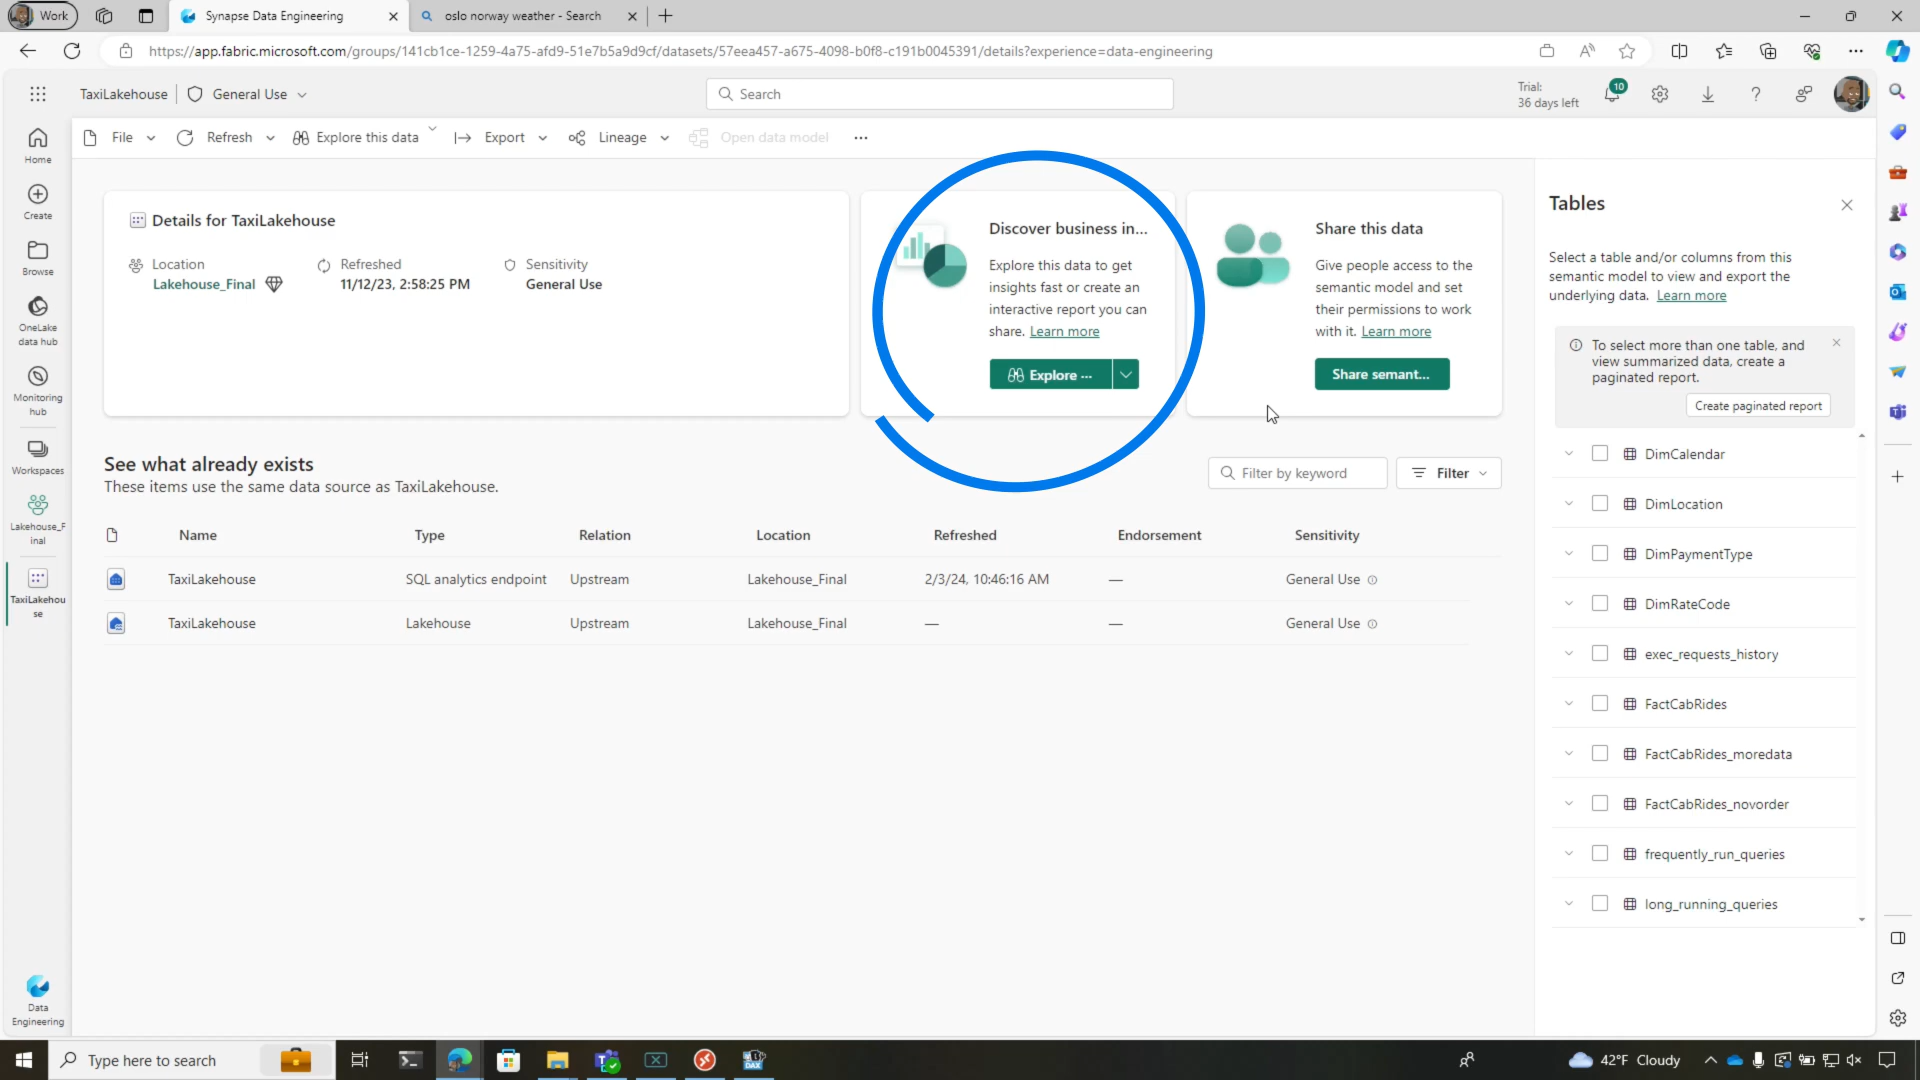 Work
Synapse Data Engineering
oslo norway weather - Search
https://app.fabric.microsoft.com/groups/141cb1ce-1259-4a75-afd9-51e7b5a9d9cf/datasets/57eea457-a675-4098-b0f8-c191b0045391/details?experience=data-engineering
TaxiLakehouse
General Use
Search
Trial:
36 days left
10
File
Refresh
Explore this data
Export
Lineage
Open data model
Home
Create
Browse
OneLake
data hub
Monitoring
hub
Workspaces
Lakehouse_F
inal
TaxiLakehou
se
Data
Engineering
Details for TaxiLakehouse
Location
Lakehouse_Final
Refreshed
11/12/23, 2:58:25 PM
Sensitivity
General Use
Discover business in...
Explore this data to get
insights fast or create an
interactive report you can
share. Learn more
Explore ...
Share this data
Give people access to the
semantic model and set
their permissions to work
with it. Learn more
Share semant...
See what already exists
These items use the same data source as TaxiLakehouse.
Filter by keyword
Filter
Name Type Relation Location Refreshed Endorsement Sensitivity
TaxiLakehouse SQL analytics endpoint Upstream Lakehouse_Final 2/3/24, 10:46:16 AM — General Use
TaxiLakehouse Lakehouse Upstream Lakehouse_Final — — General Use
Tables
Select a table and/or columns from this
semantic model to view and export the
underlying data. Learn more
To select more than one table, and
view summarized data, create a
paginated report.
Create paginated report
DimCalendar
DimLocation
DimPaymentType
DimRateCode
exec_requests_history
FactCabRides
FactCabRides_moredata
FactCabRides_novorder
frequently_run_queries
long_running_queries
Type here to search
DAX
42°F Cloudy